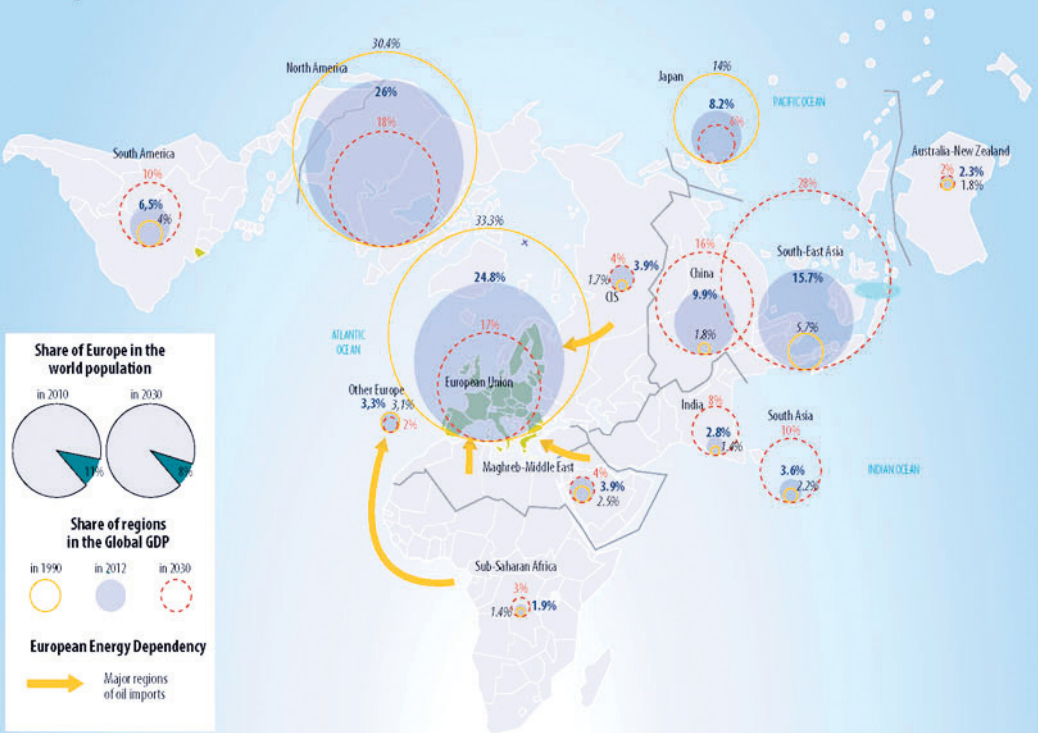 30.4%
North America
26%
18%
14%
Japan
8.2%
6%
PACIFIC OCEAN
South America
10%
6,5%
4%
Australia-New Zealand
2%
2.3%
1.8%
33.3%
24.8%
17%
European Union
4%
3.9%
1.7%
CIS
16%
China
9.9%
1.8%
28%
South-East Asia
15.7%
5.7%
ATLANTIC
OCEAN
Other Europe
3,3%
3,1%
2%
India
8%
2.8%
1.4%
South Asia
10%
3.6%
2.2%
INDIAN OCEAN
Maghreb-Middle East
4%
3.9%
2.5%
Sub-Saharan Africa
3%
1.9%
1.4%
Share of Europe in the
world population
in 2010
in 2030
11%
8%
Share of regions
in the Global GDP
in 1990
in 2012
in 2030
European Energy Dependency
Major regions
of oil imports